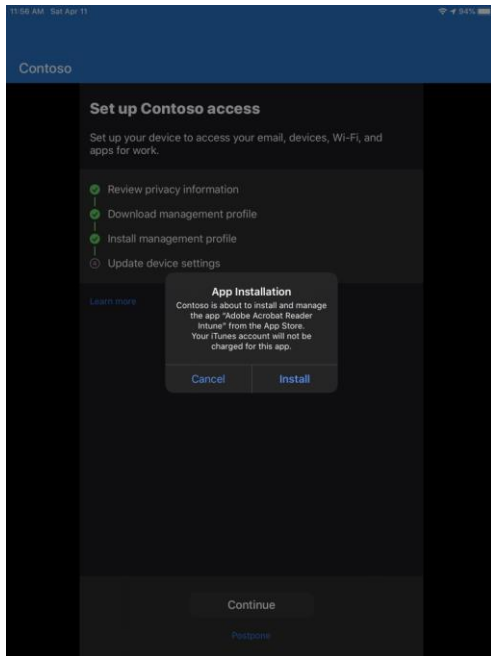 11:56 AM Sat Apr 11
94%
Contoso
Set up Contoso access
Set up your device to access your email, devices, Wi-Fi, and
apps for work.
Review privacy information
Download management profile
Install management profile
4 Update device settings
Learn more
App Installation
Contoso is about to install and manage
the app "Adobe Acrobat Reader
Intune" from the App Store.
Your iTunes account will not be
charged for this app.
Cancel Install
Continue
Postpone